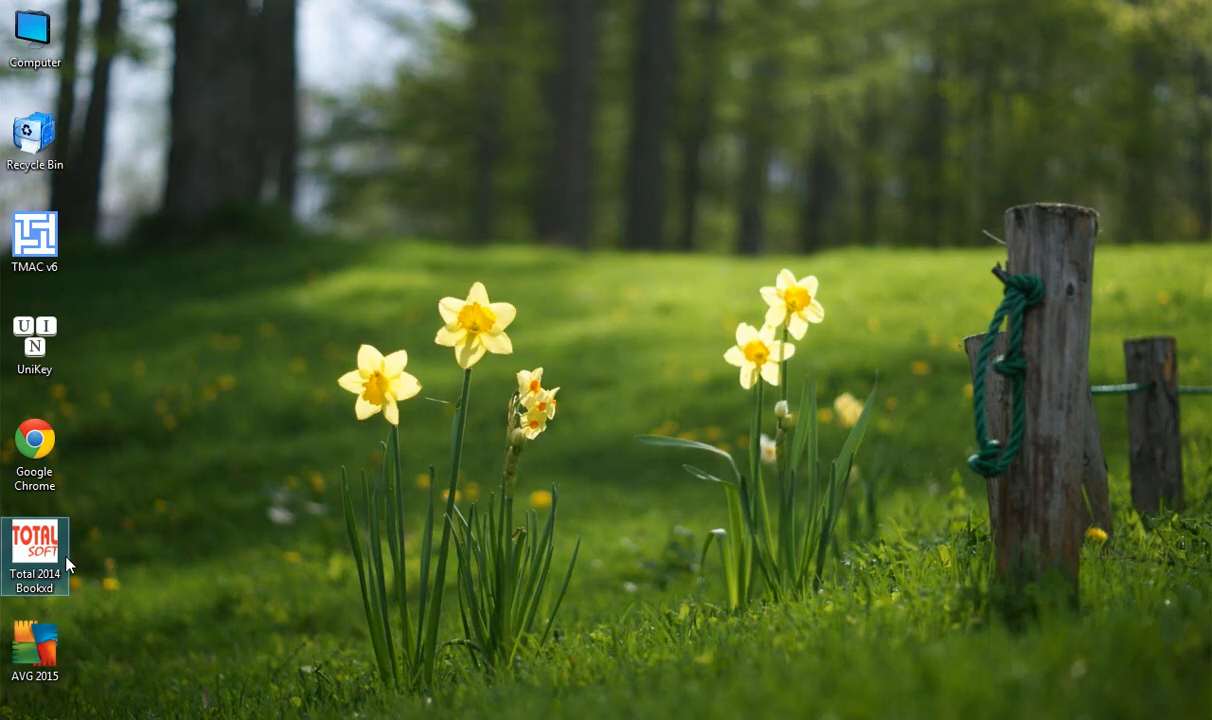 Computer
Recycle Bin
TMAC v6
U I
N
UniKey
Google
Chrome
TOTAL
SOFT
Total 2014
Bookxd
AVG 2015